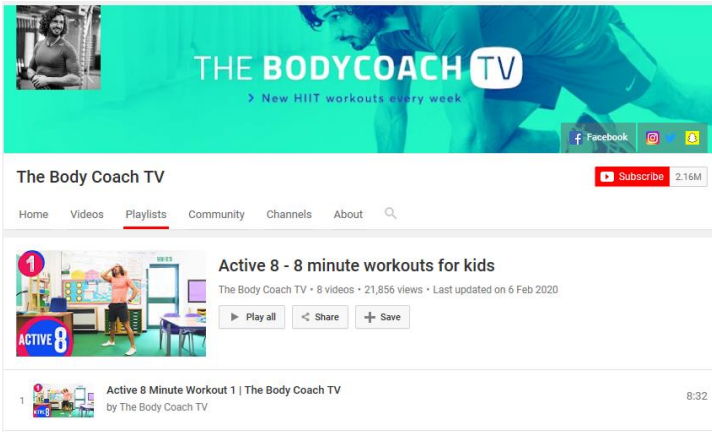 THE BODYCOACH TV
> New HIIT workouts every week
Facebook
The Body Coach TV
Subscribe 2.16M
Home Videos Playlists Community Channels About
1
ACTIVE 8
Active 8 - 8 minute workouts for kids
The Body Coach TV • 8 videos • 21,856 views • Last updated on 6 Feb 2020
Play all Share Save
1
1
ACTIVE 8
Active 8 Minute Workout 1 | The Body Coach TV
8:32
by The Body Coach TV